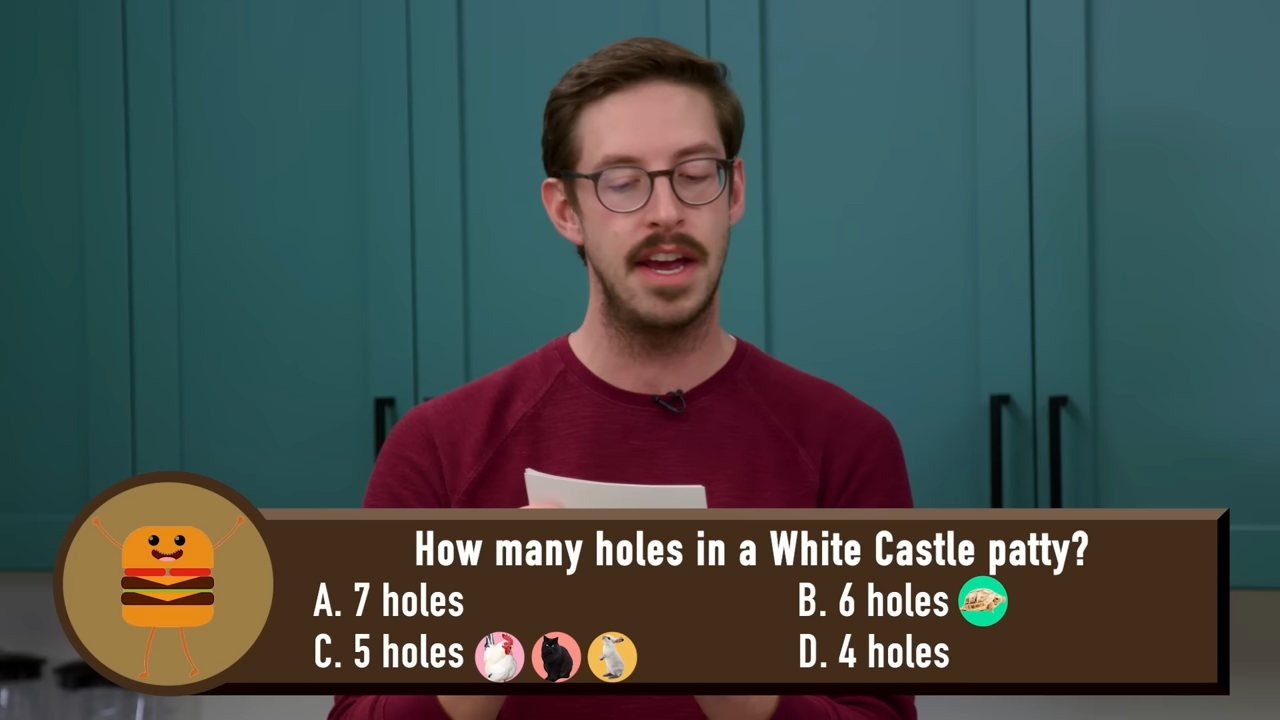 How many holes in a White Castle patty?
A. 7 holes
B. 6 holes
C. 5 holes
D. 4 holes